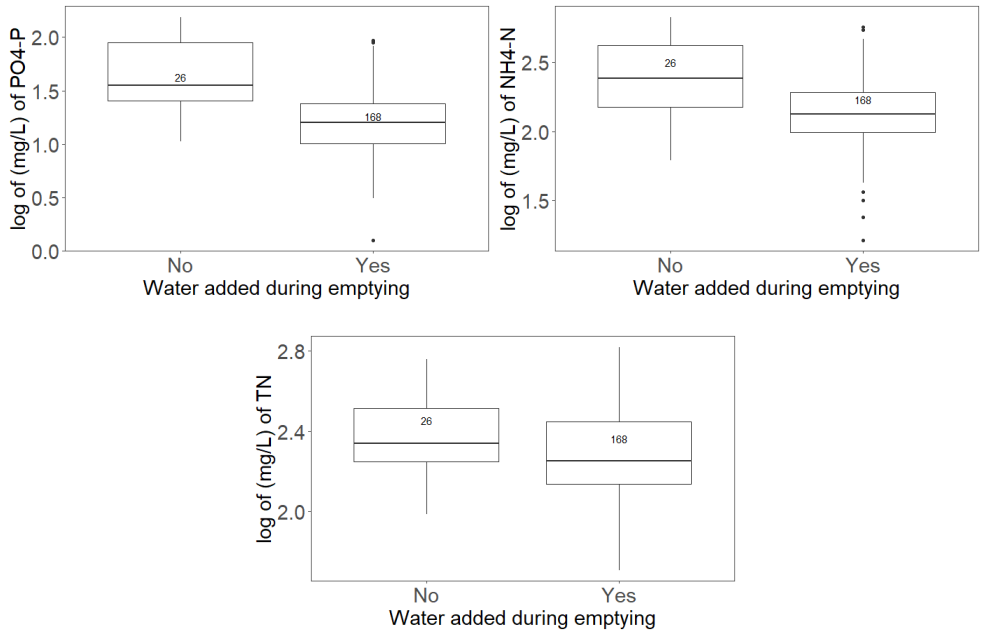 log of (mg/L) of PO4-P
2.0
1.5
1.0
0.5
0.0
26
168
No
Yes
Water added during emptying
log of (mg/L) of NH4-N
2.5
2.0
1.5
26
168
No
Yes
Water added during emptying
log of (mg/L) of TN
2.8
2.4
2.0
26
168
No
Yes
Water added during emptying